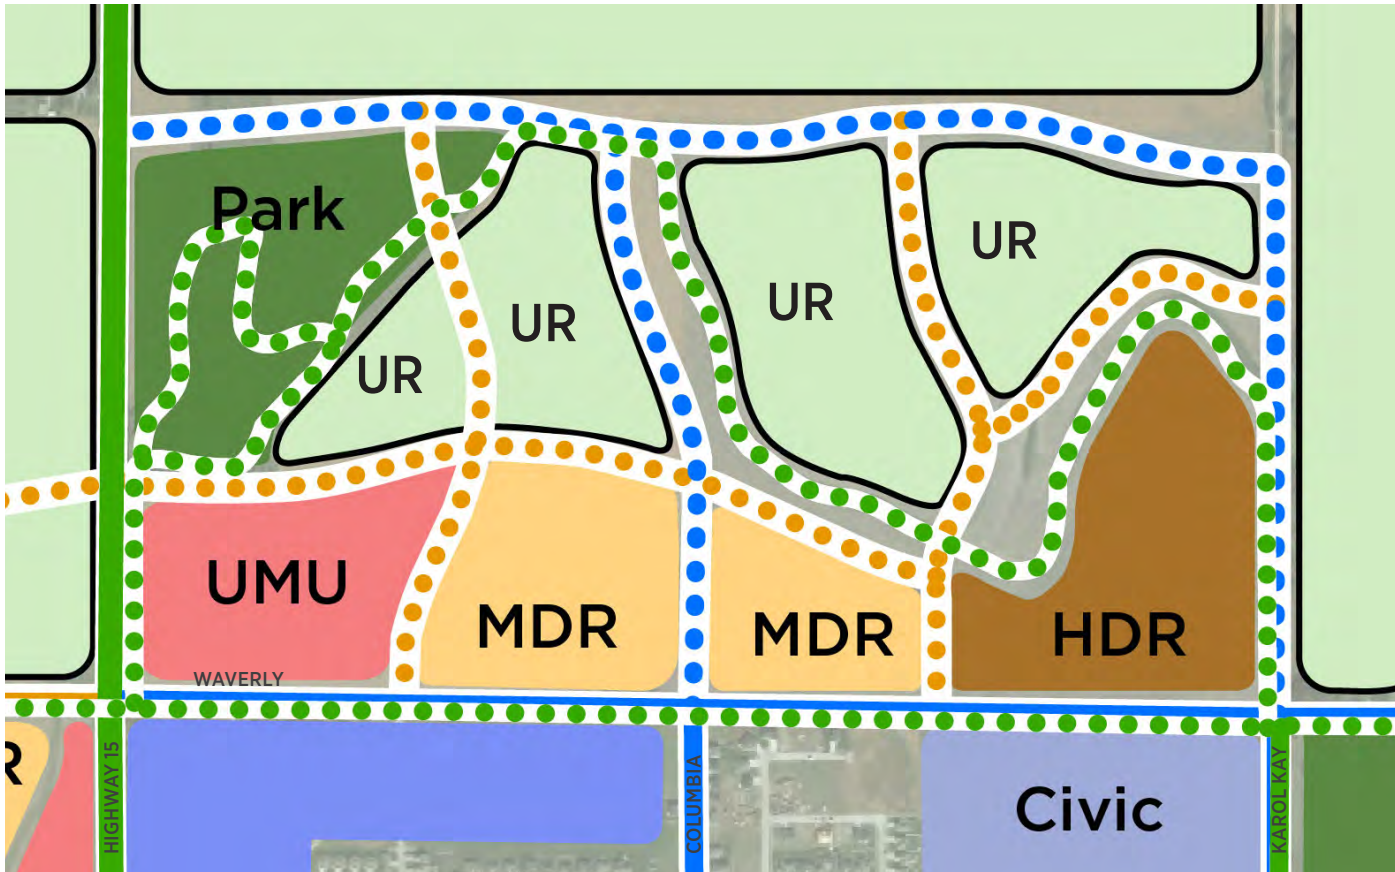 Park
UR
UR
UR
UR
UMU
MDR
MDR
HDR
WAVERLY
R
HIGHWAY 15
COLUMBIA
Civic
KAROL KAY